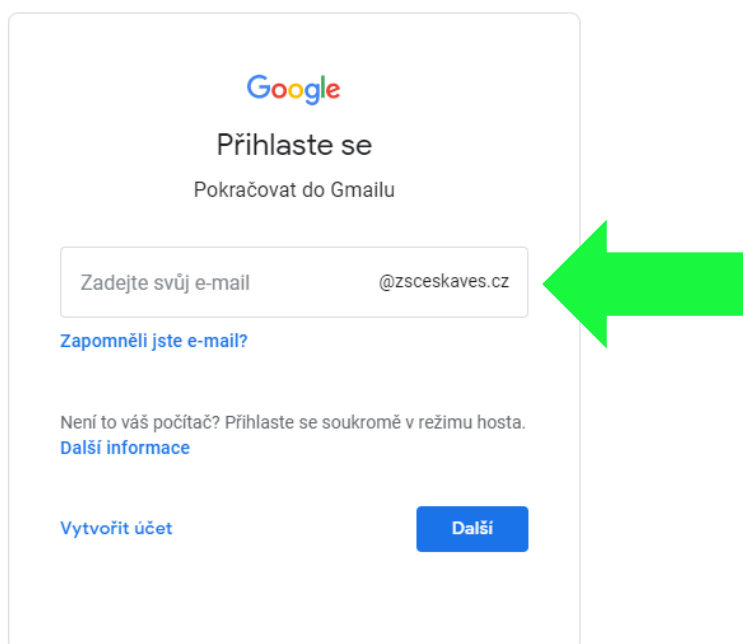 Google
Přihlaste se
Pokračovat do Gmailu
Zadejte svůj e-mail @zsceskaves.cz
Zapomněli jste e-mail?
Není to váš počítač? Přihlaste se soukromě v režimu hosta.
Další informace
Vytvořit účet Další